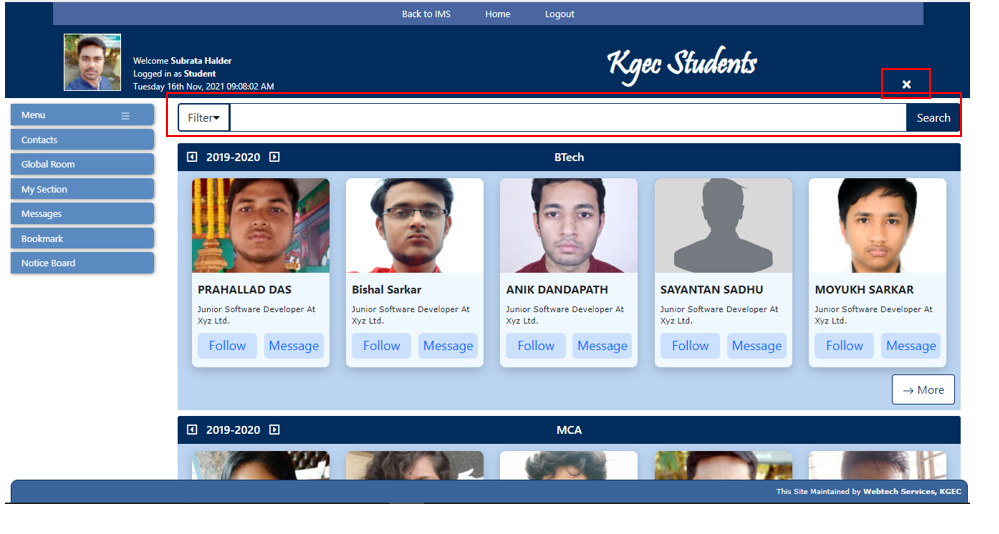 Back to IMS Home Logout
Welcome Subrata Halder
Logged in as Student
Tuesday 16th Nov, 2021 09:08:02 AM
Kgec Students
Menu
Contacts
Global Room
My Section
Messages
Bookmark
Notice Board
Filter Search
2019-2020 BTech
PRAHALLAD DAS
Junior Software Developer At
Xyz Ltd.
Follow Message
Bishal Sarkar
Junior Software Developer At
Xyz Ltd.
Follow Message
ANIK DANDAPATH
Junior Software Developer At
Xyz Ltd.
Follow Message
SAYANTAN SADHU
Junior Software Developer At
Xyz Ltd.
Follow Message
MOYUKH SARKAR
Junior Software Developer At
Xyz Ltd.
Follow Message
→ More
2019-2020 MCA
This Site Maintained by Webtech Services, KGEC